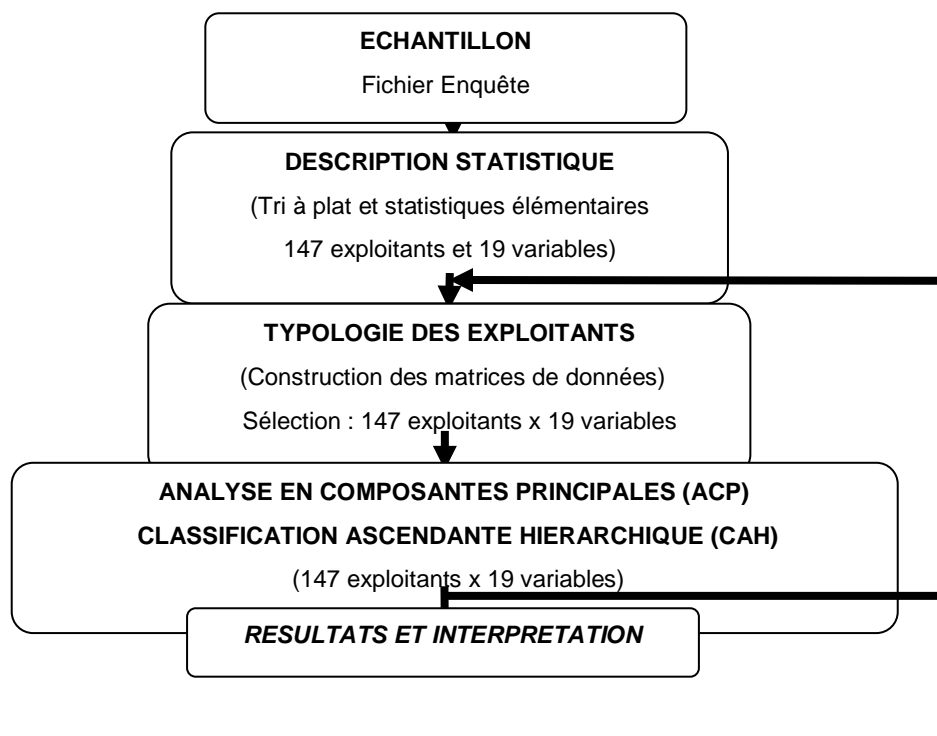 ECHANTILLON
Fichier Enquête
DESCRIPTION STATISTIQUE
(Tri à plat et statistiques élémentaires
147 exploitants et 19 variables)
TYPOLOGIE DES EXPLOITANTS
(Construction des matrices de données)
Sélection : 147 exploitants x 19 variables
ANALYSE EN COMPOSANTES PRINCIPALES (ACP)
CLASSIFICATION ASCENDANTE HIERARCHIQUE (CAH)
(147 exploitants x 19 variables)
RESULTATS ET INTERPRETATION